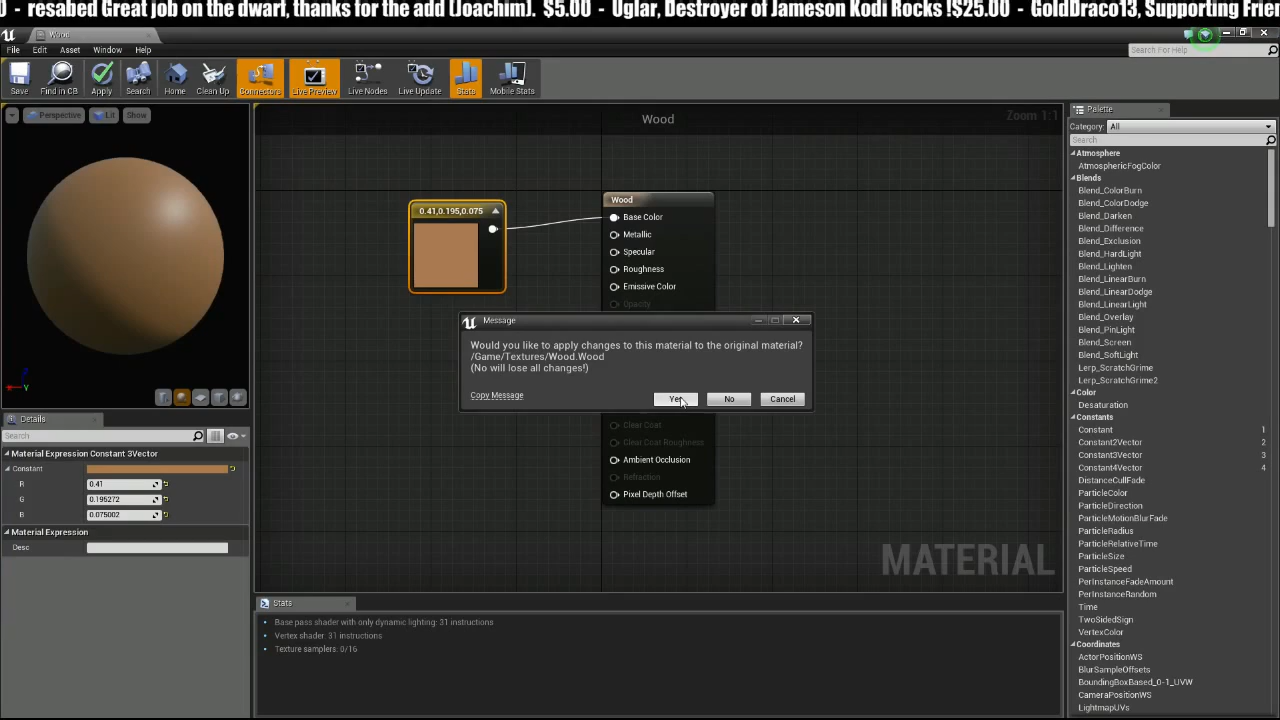 0 - resabed Great job on the dwarf, thanks for the add (Joachim). $5.00 - Uglar, Destroyer of Jameson Kodi Rocks !$25.00 - GoldDraco13, Supporting Frien
Wood
File Edit Asset Window Help
Search For Help
Save Find in CB Apply Search Home Clean Up Connectors Live Preview Live Nodes Live Update Stats Mobile Stats
Perspective Lit Show
Wood
Zoom 1:1
Palette
Category: All
Search
Atmosphere
AtmosphericFogColor
Blends
Blend_ColorBurn
Blend_ColorDodge
Blend_Darken
Blend_Difference
Blend_Exclusion
Blend_HardLight
Blend_Lighten
Blend_LinearBurn
Blend_LinearDodge
Blend_LinearLight
Blend_Overlay
Blend_PinLight
Blend_Screen
Blend_SoftLight
Lerp_ScratchGrime
Lerp_ScratchGrime2
Color
Desaturation
Constants
Constant 1
Constant2Vector 2
Constant3Vector 3
Constant4Vector 4
DistanceCullFade
ParticleColor
ParticleDirection
ParticleMotionBlurFade
ParticleRadius
ParticleRelativeTime
ParticleSize
ParticleSpeed
PerInstanceFadeAmount
PerInstanceRandom
Time
TwoSidedSign
VertexColor
Coordinates
ActorPositionWS
BlurSampleOffsets
BoundingBoxBased_0-1_UVW
CameraPositionWS
LightmapUVs
0.41,0.195,0.075
Wood
Base Color
Metallic
Specular
Roughness
Emissive Color
Opacity
Message
Would you like to apply changes to this material to the original material?
/Game/Textures/Wood.Wood
(No will lose all changes!)
Copy Message
Yes No Cancel
Clear Coat
Clear Coat Roughness
Ambient Occlusion
Refraction
Pixel Depth Offset
MATERIAL
Y
Details
Search
Material Expression Constant 3Vector
Constant
R 0.41
G 0.195272
B 0.075002
Material Expression
Desc
Stats
Base pass shader with only dynamic lighting: 31 instructions
Vertex shader: 31 instructions
Texture samplers: 0/16